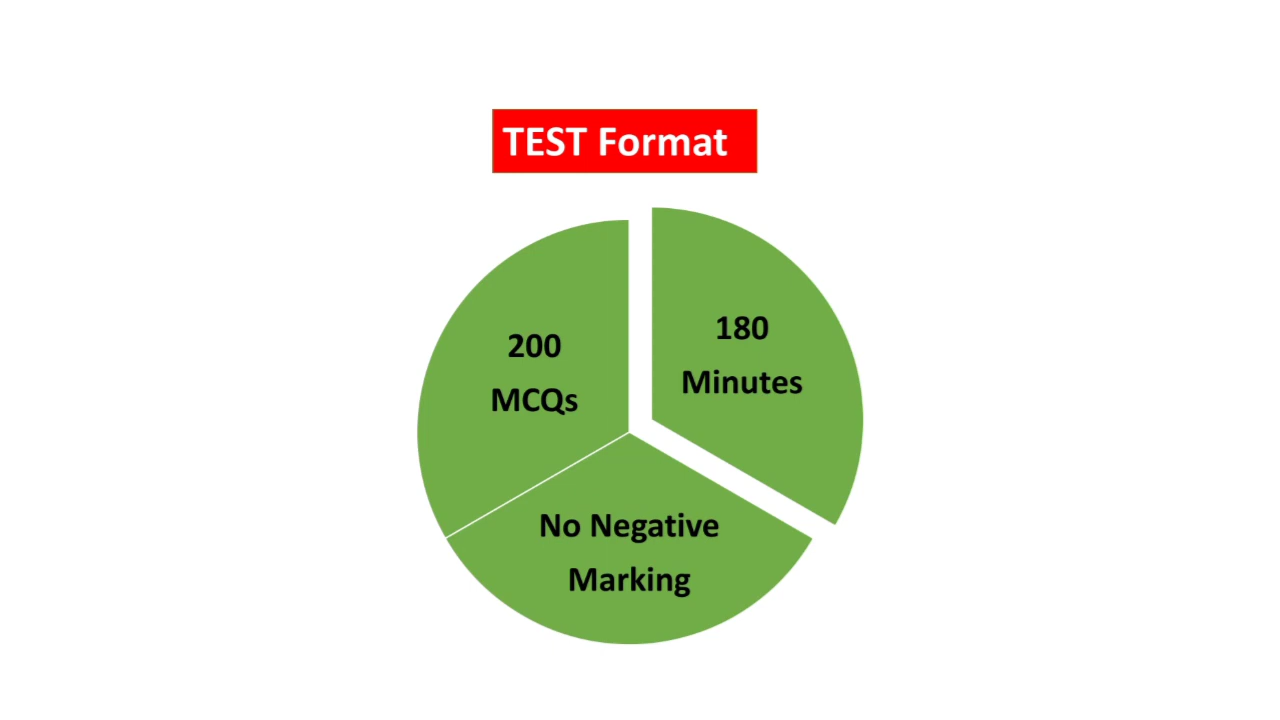 TEST Format
200
MCQs
180
Minutes
No Negative
Marking